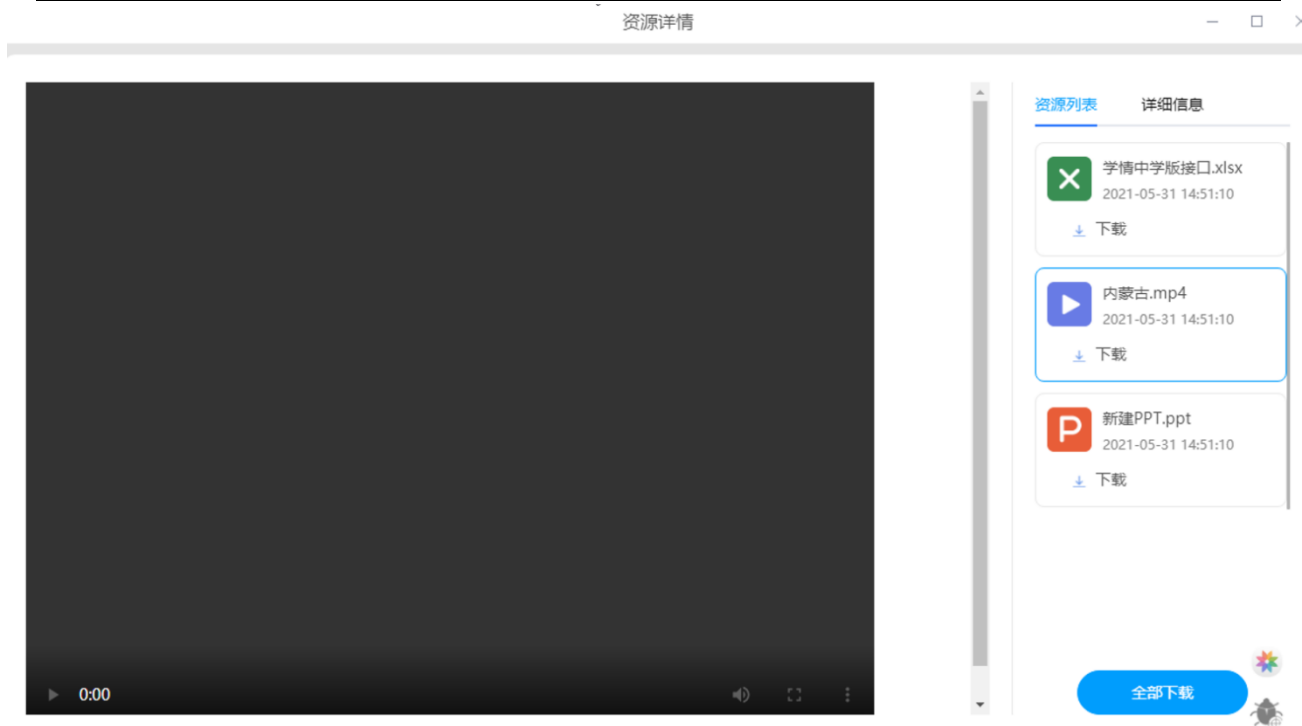 资源详情
资源列表 详细信息
学情中学版接口.xlsx
2021-05-31 14:51:10
下载
内蒙古.mp4
2021-05-31 14:51:10
下载
P
新建PPT.ppt
2021-05-31 14:51:10
下载
0:00
全部下载